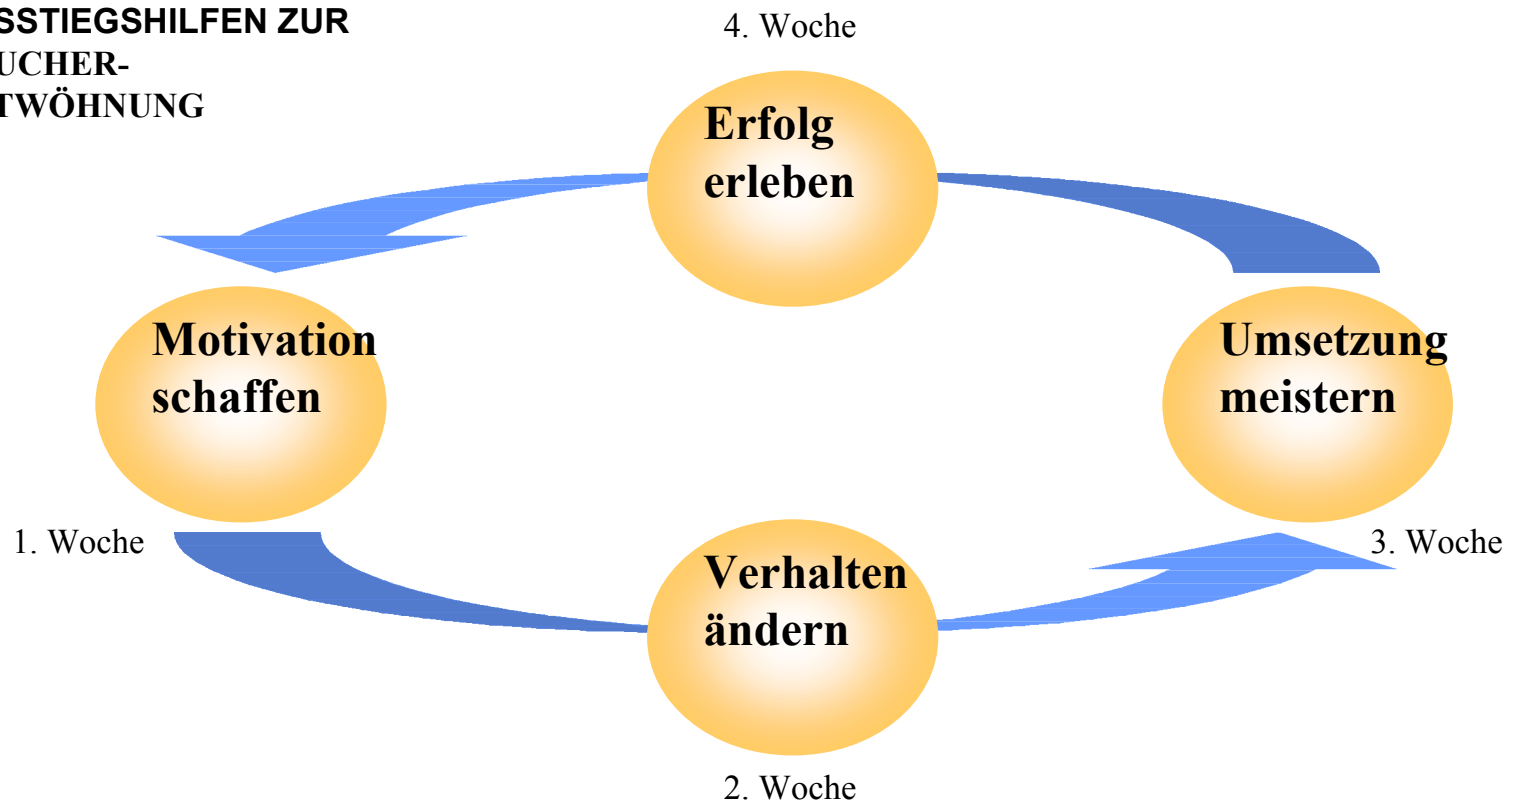 SSTIEGSHILFEN ZUR
UCHER-
TWÖHNUNG
4. Woche
Erfolg
erleben
Motivation
schaffen
Umsetzung
meistern
1. Woche
3. Woche
Verhalten
ändern
2. Woche